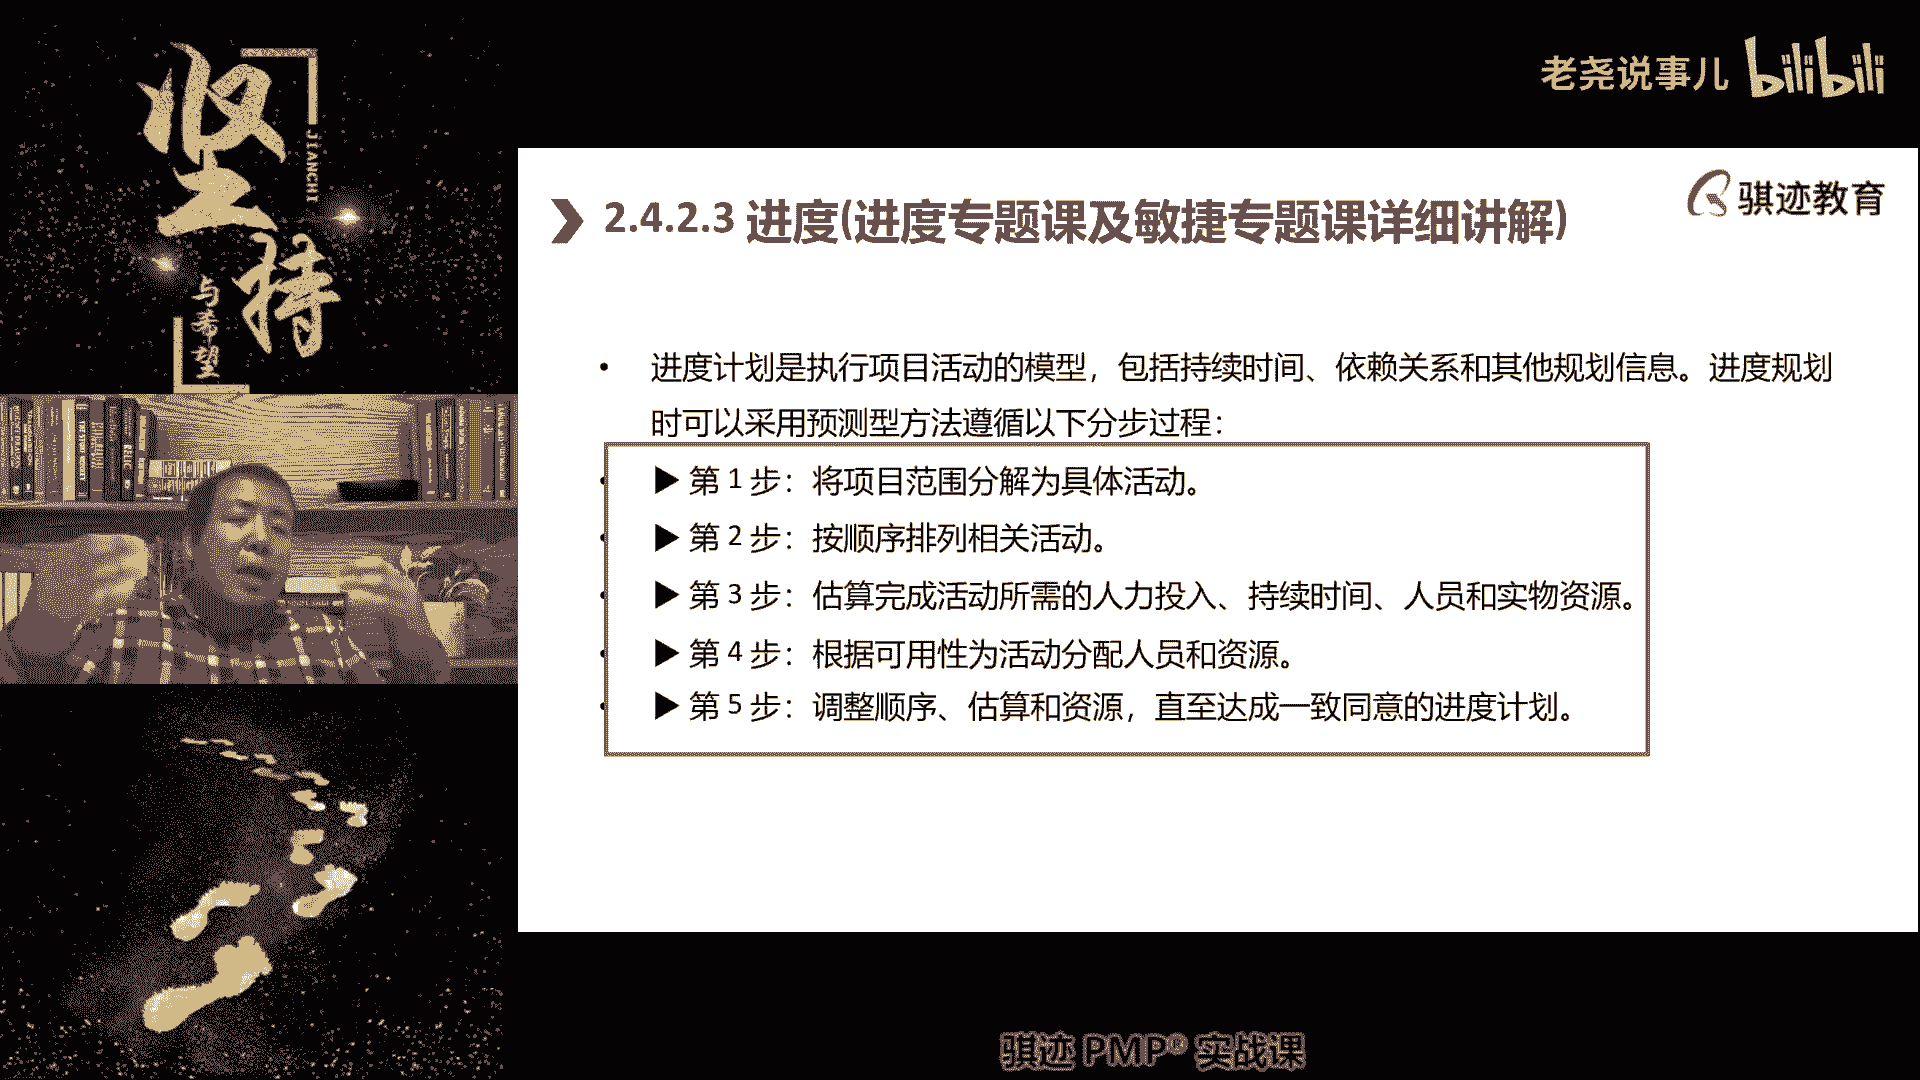 坚持
JIANCHI
与希望
老尧说事儿 bilibili
骐迹教育
2.4.2.3 进度(进度专题课及敏捷专题课详细讲解)
• 进度计划是执行项目活动的模型，包括持续时间、依赖关系和其他规划信息。进度规划
时可以采用预测型方法遵循以下分步过程：
▶ 第 1 步：将项目范围分解为具体活动。
▶ 第 2 步：按顺序排列相关活动。
▶ 第 3 步：估算完成活动所需的人力投入、持续时间、人员和实物资源。
▶ 第 4 步：根据可用性为活动分配人员和资源。
▶ 第 5 步：调整顺序、估算和资源，直至达成一致同意的进度计划。
骐迹 PMP® 实战课